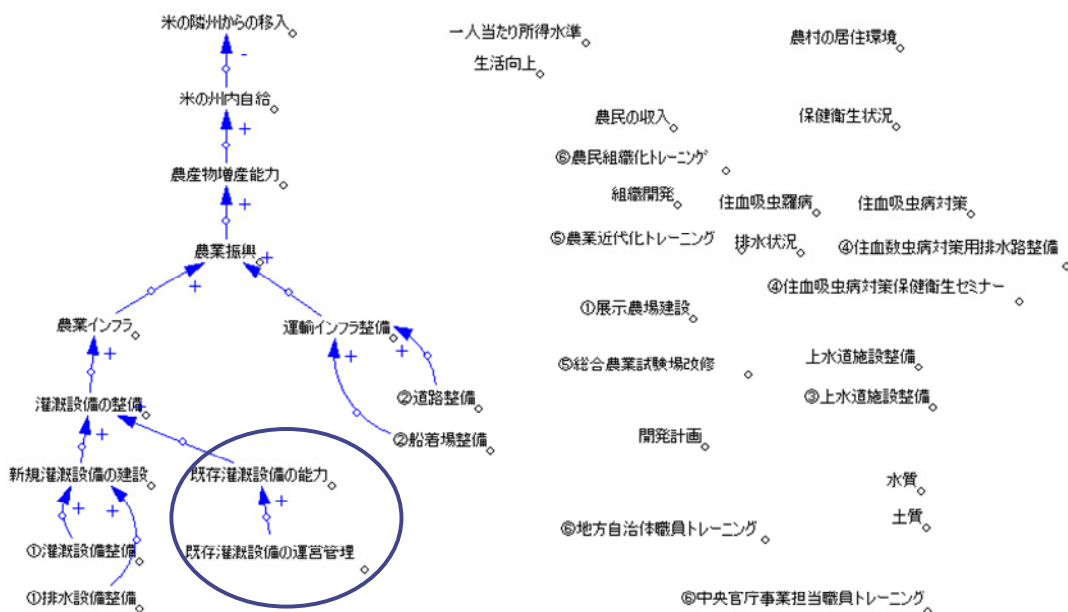 米の隣州からの移入
-
米の州内自給
+
農産物増産能力
+
農業振興
+
+
農業インフラ
運輸インフラ整備
+
+
+
灌漑設備の整備
②道路整備
+
②船着場整備
新規灌漑設備の建設
既存灌漑設備の能力
+
+
+
①灌漑設備整備
既存灌漑設備の運営管理
①排水設備整備
一人当たり所得水準
農村の居住環境
生活向上
農民の収入
保健衛生状況
⑥農民組織化トレーニング
組織開発
住血吸虫羅病
住血吸虫病対策
⑤農業近代化トレーニング
排水状況
④住血数虫病対策用排水路整備
④住血吸虫病対策保健衛生セミナー
①展示農場建設
上水道施設整備
⑤総合農業試験場改修
③上水道施設整備
開発計画
水質
土質
⑥地方自治体職員トレーニング
⑥中央官庁事業担当職員トレーニング